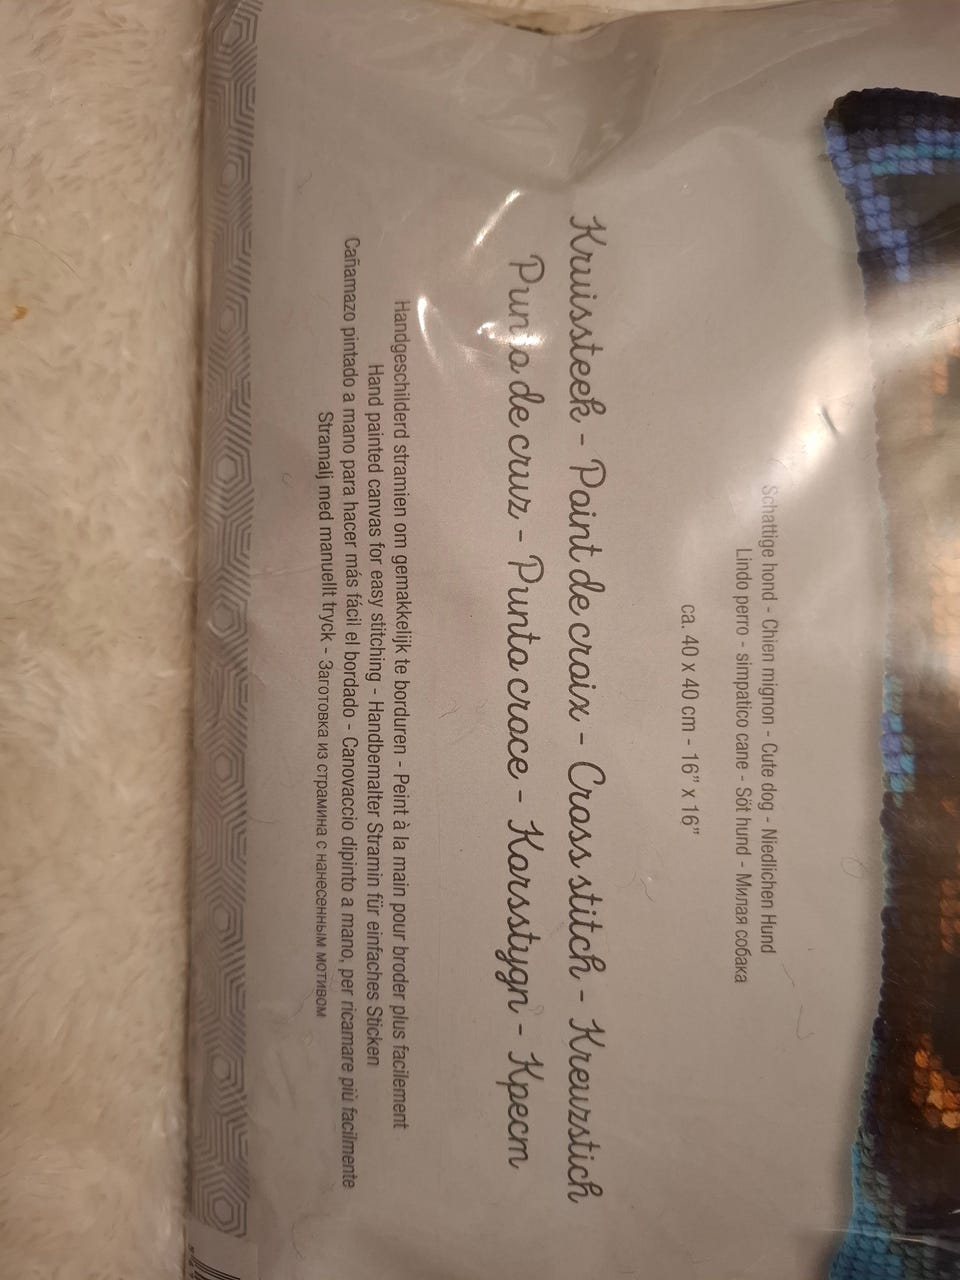 Schattige hond - Chien mignon - Cute dog - Niedlichen Hund
Lindo perro - simpatico cane - Söt hund - Милая собака
ca. 40 x 40 cm - 16" x 16"
Kruissteek - Point de croix - Cross stitch - Kreuzstich
Punto de cruz - Punto croce - Korsstygn - Крест
Handgeschilderd stramien om gemakkelijk te borduren - Peint à la main pour broder plus facilement
Hand painted canvas for easy stitching - Handbemalter Stramin für einfaches Sticken
Cañamazo pintado a mano para hacer más fácil el bordado - Canovaccio dipinto a mano, per ricamare più facilmente
Stramalj med manuellt tryck - Заготовка из страмина с нанесенным мотивом